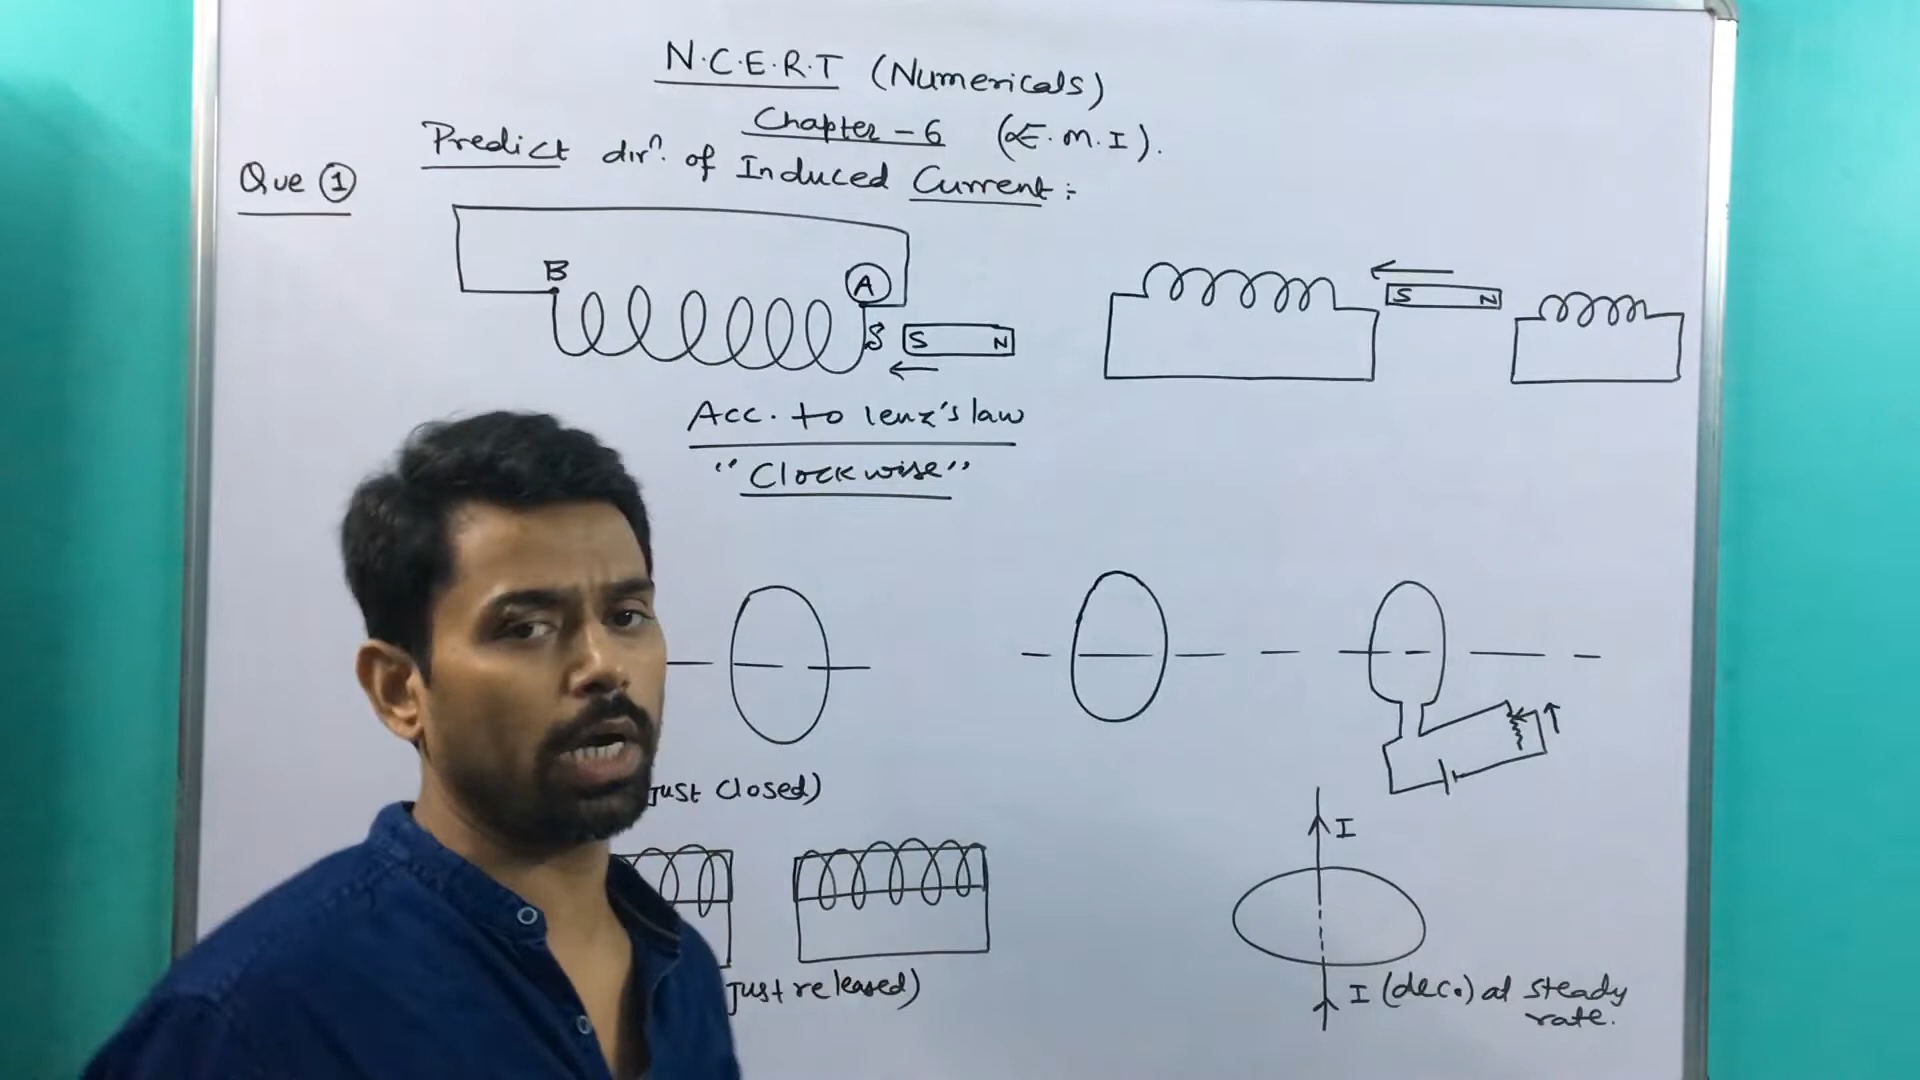 N.C.E.R.T (Numericals)
Chapter-6 (E.M.I).
Que ① Predict dirⁿ. of Induced Current:
B
A
S S N
S N
Acc. to lenz's law
"Clockwise"
just closed)
I
just released)
I (dec.) at steady
rate.